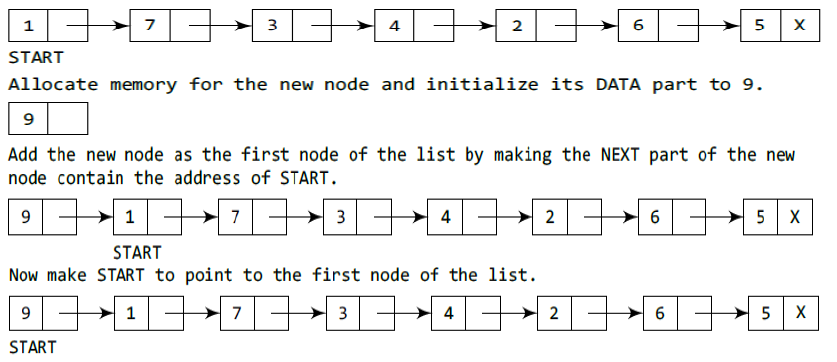 1 7 3 4 2 6 5 X
START
Allocate memory for the new node and initialize its DATA part to 9.
9
Add the new node as the first node of the list by making the NEXT part of the new
node contain the address of START.
9 1 7 3 4 2 6 5 X
START
Now make START to point to the first node of the list.
9 1 7 3 4 2 6 5 X
START